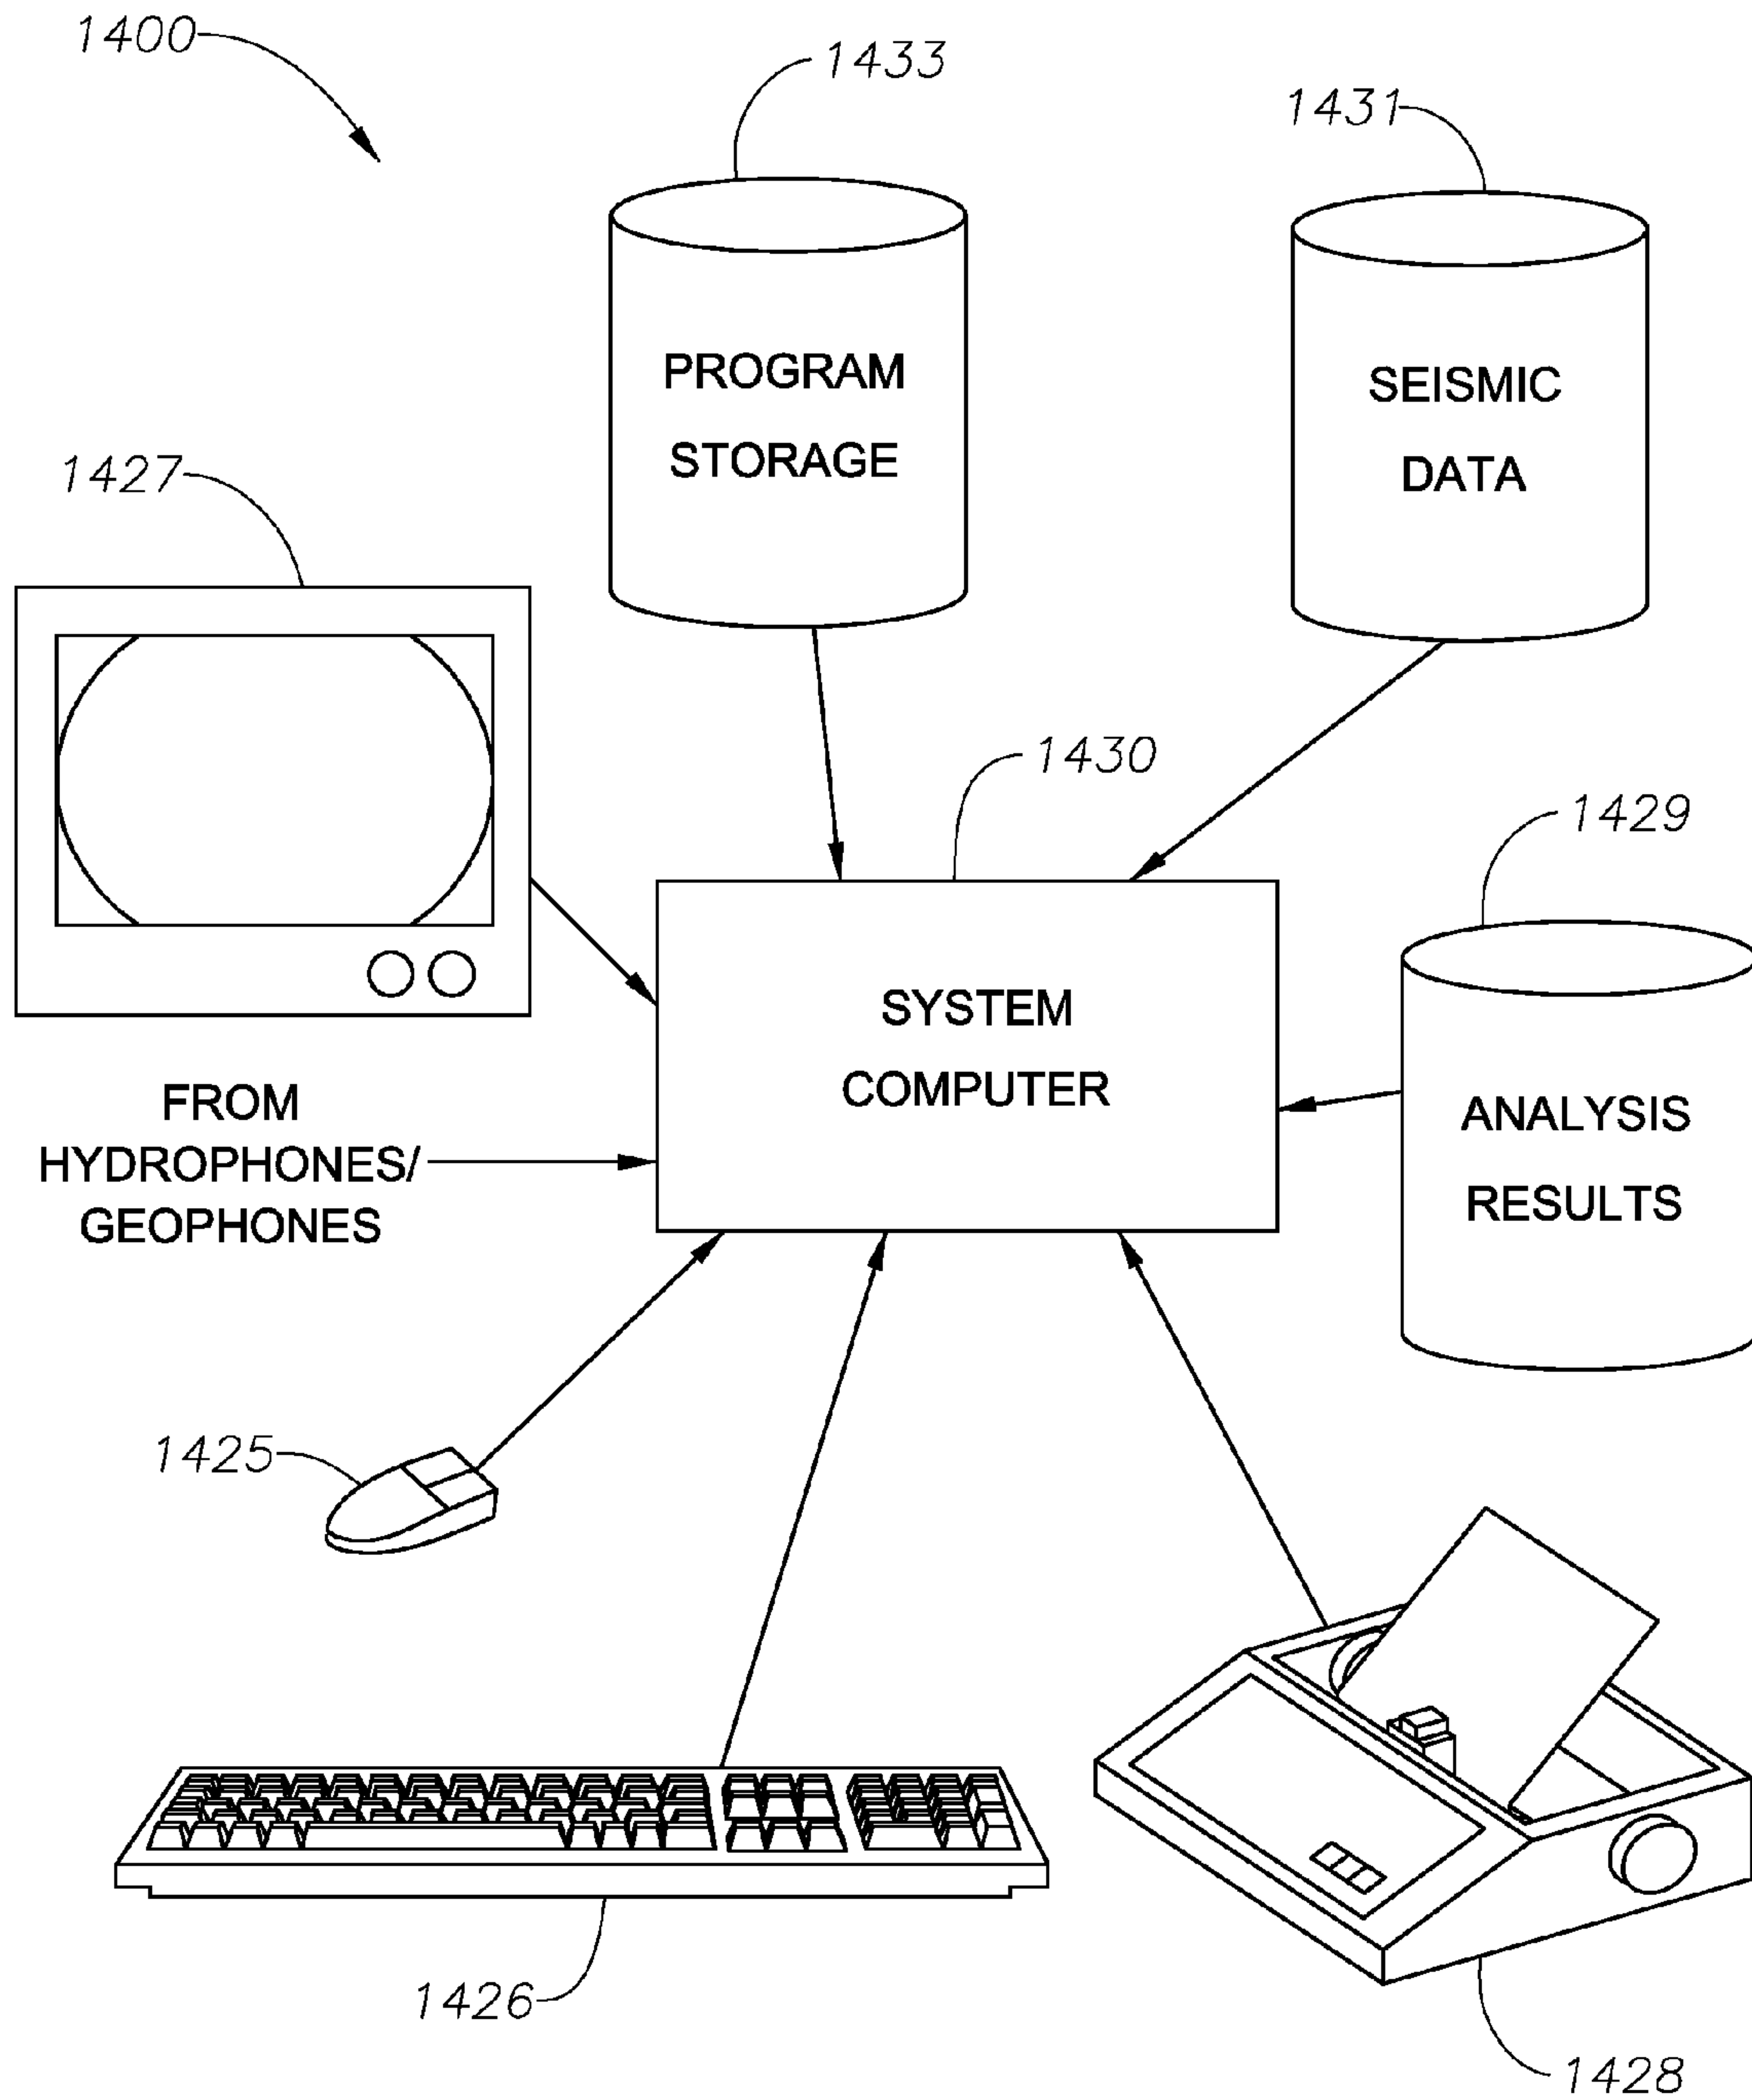 1400
1433
1431
PROGRAM
STORAGE
SEISMIC
DATA
1427
1430
1429
SYSTEM
COMPUTER
FROM
HYDROPHONES/
GEOPHONES
ANALYSIS
RESULTS
1425
1426
1428